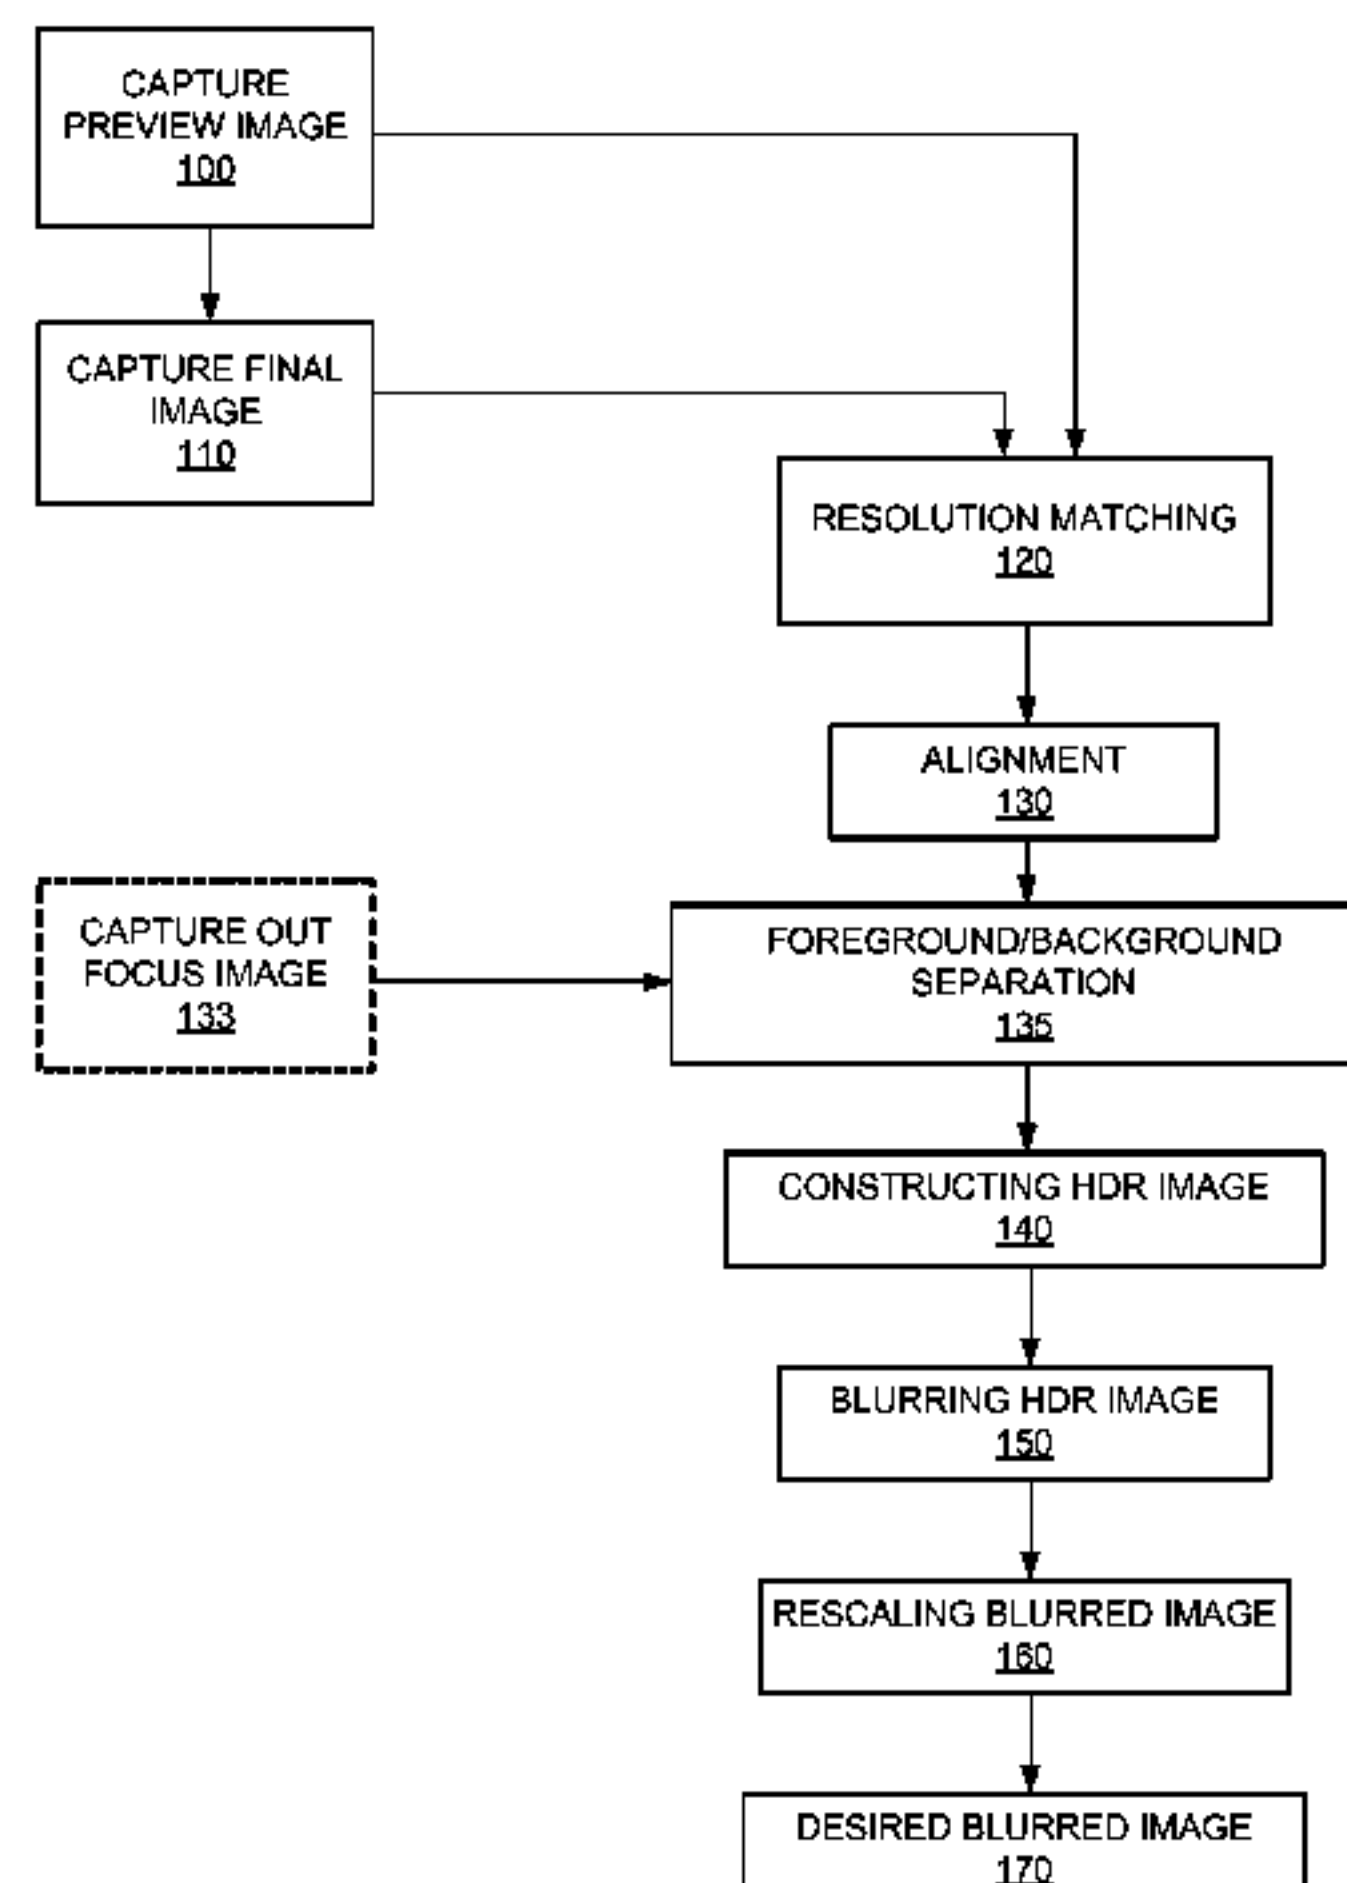 CAPTURE
PREVIEW IMAGE
100
CAPTURE FINAL
IMAGE
110
RESOLUTION MATCHING
120
ALIGNMENT
130
CAPTURE OUT
FOCUS IMAGE
133
FOREGROUND/BACKGROUND
SEPARATION
135
CONSTRUCTING HDR IMAGE
140
BLURRING HDR IMAGE
150
RESCALING BLURRED IMAGE
160
DESIRED BLURRED IMAGE
170